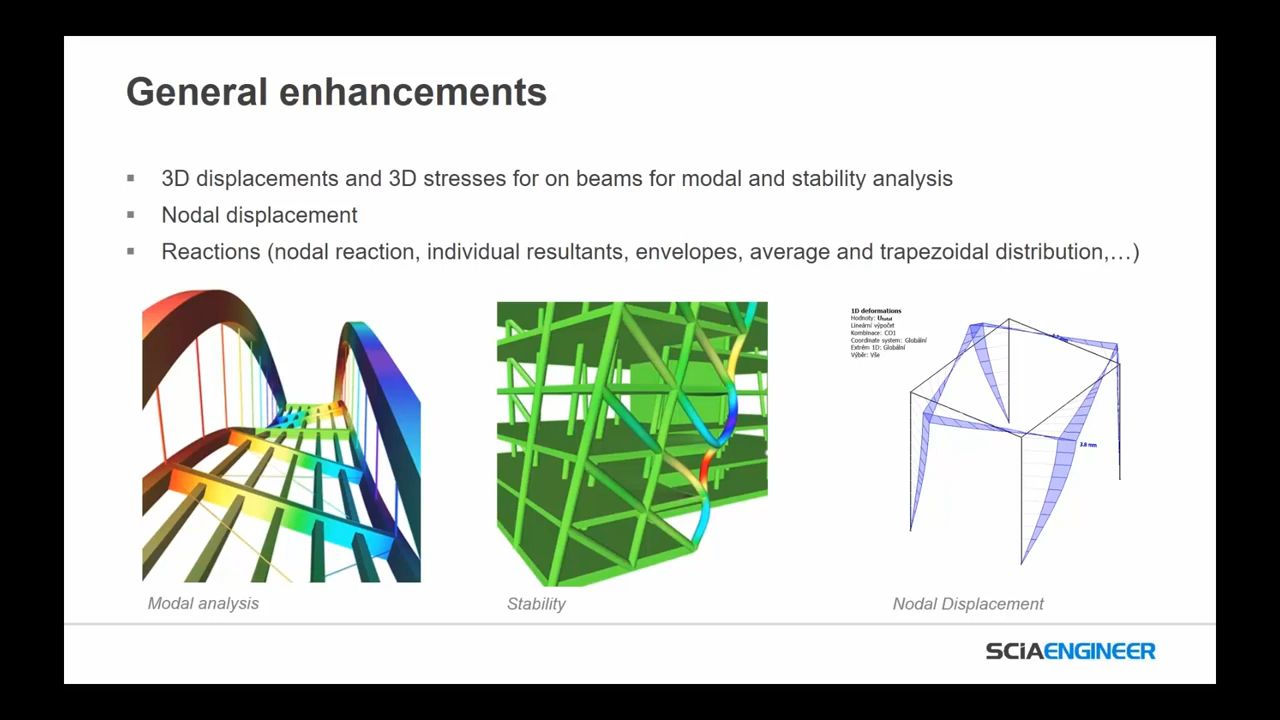 General enhancements
▪ 3D displacements and 3D stresses for on beams for modal and stability analysis
▪ Nodal displacement
▪ Reactions (nodal reaction, individual resultants, envelopes, average and trapezoidal distribution,…)
1D deformations
Hodnoty: Utotal
Lineární výpočet
Kombinace: CO1
Coordinate system: Globální
Extrém 1D: Globální
Výběr: Vše
3.8 mm
Modal analysis
Stability
Nodal Displacement
SCiAENGINEER